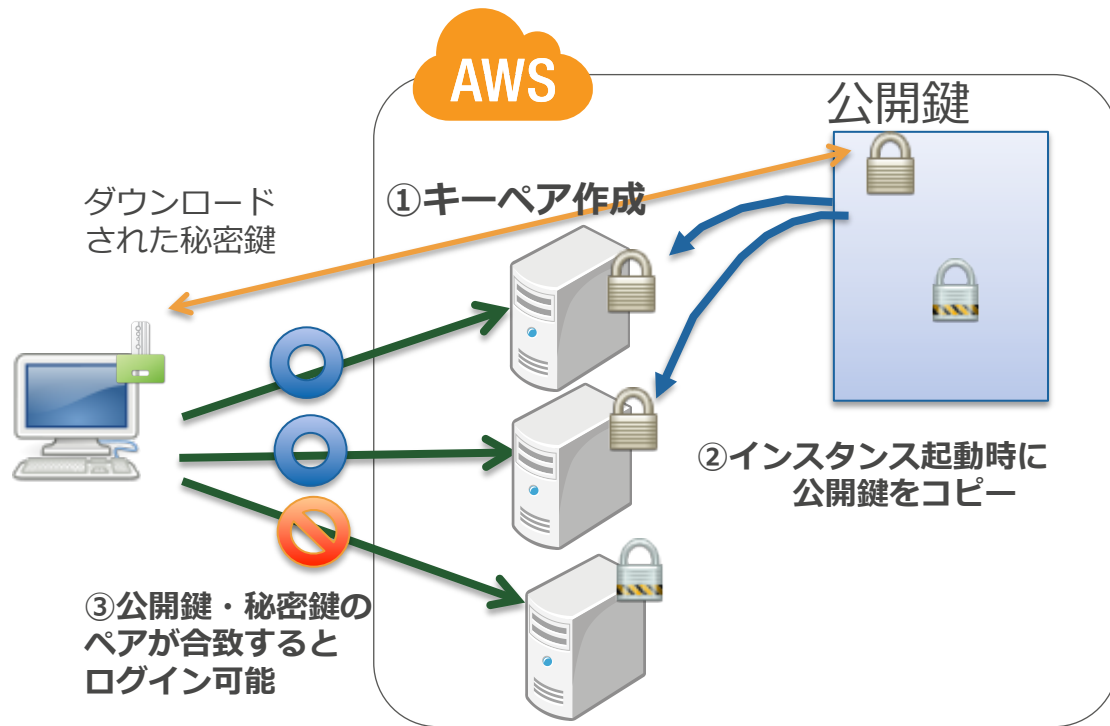 AWS
公開鍵
ダウンロード
された秘密鍵
①キーペア作成
②インスタンス起動時に
公開鍵をコピー
③公開鍵・秘密鍵の
ペアが合致すると
ログイン可能